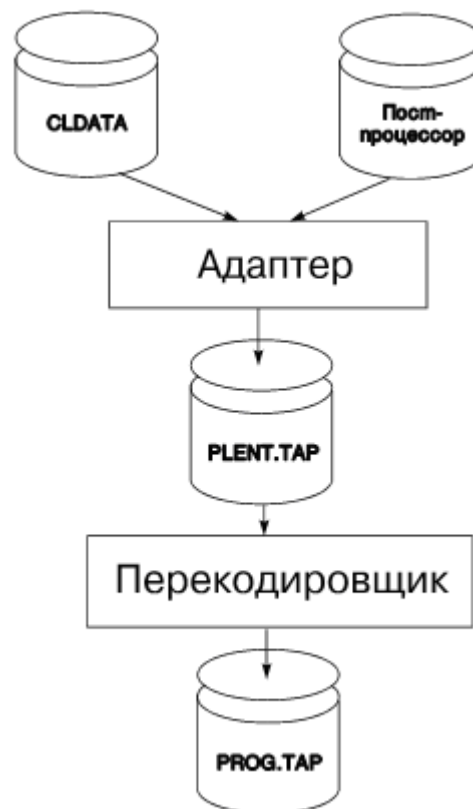 CLDATA
Пост-
процессор
Адаптер
PLENT.TAP
Перекодировщик
PROG.TAP